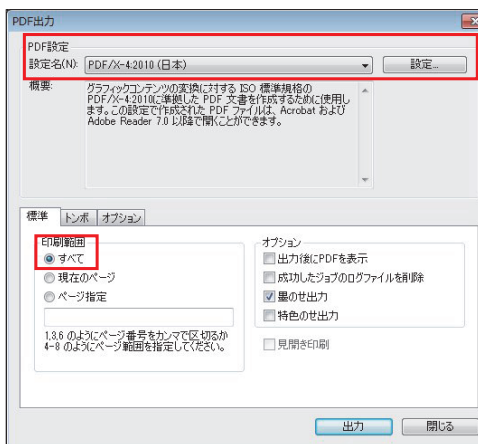 PDF出力
PDF設定
設定名(N): PDF/X-4:2010 (日本) 設定...
概要: グラフィックコンテンツの変換に対する ISO 標準規格の
PDF/X-4:2010に準拠した PDF 文書を作成するために使用し
ます。この設定で作成された PDF ファイルは、Acrobat および
Adobe Reader 7.0 以降で開くことができます。
標準 トンボ オプション
印刷範囲
すべて
現在のページ
ページ指定
1,3,6 のようにページ番号をカンマで区切るか
4-8 のようにページ範囲を指定してください。
オプション
出力後にPDFを表示
成功したジョブのログファイルを削除
墨のせ出力
特色のせ出力
見開き印刷
出力 閉じる